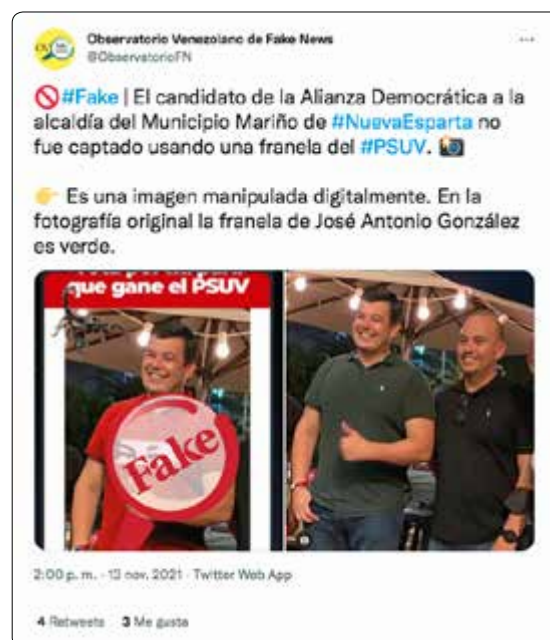 Observatorio Venezolano de Fake News
@ObservatorioFN
#Fake | El candidato de la Alianza Democrática a la
alcaldía del Municipio Mariño de #NuevaEsparta no
fue captado usando una franela del #PSUV.
Es una imagen manipulada digitalmente. En la
fotografía original la franela de José Antonio González
es verde.
que gane el PSUV
Fake
2:00 p. m. · 13 nov. 2021 · Twitter Web App
4 Retweets 3 Me gusta